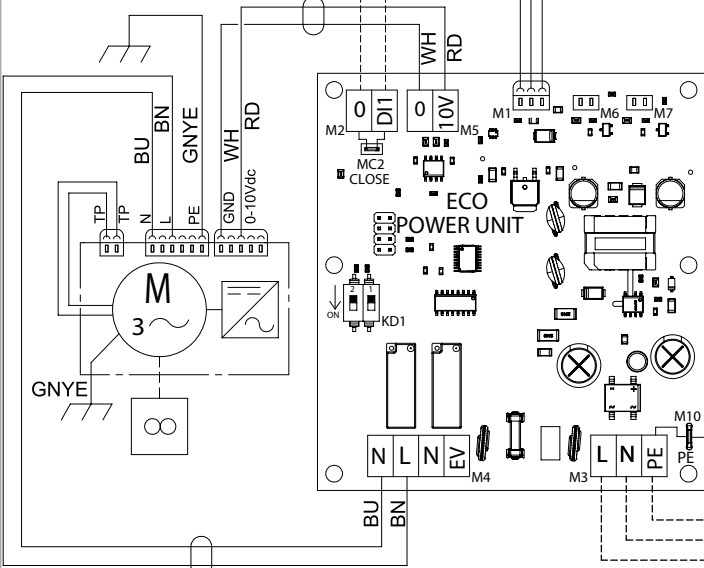 WH
RD
0
DI1
0
10V
M2
M5
M1
M6
M7
MC2
CLOSE
BU
BN
GNYE
WH
RD
TP
TP
N
L
PE
GND
0-10Vdc
ECO
POWER UNIT
M
3
2
1
ON
KD1
GNYE
M10
PE
N
L
N
EV
M4
M3
L
N
PE
BU
BN